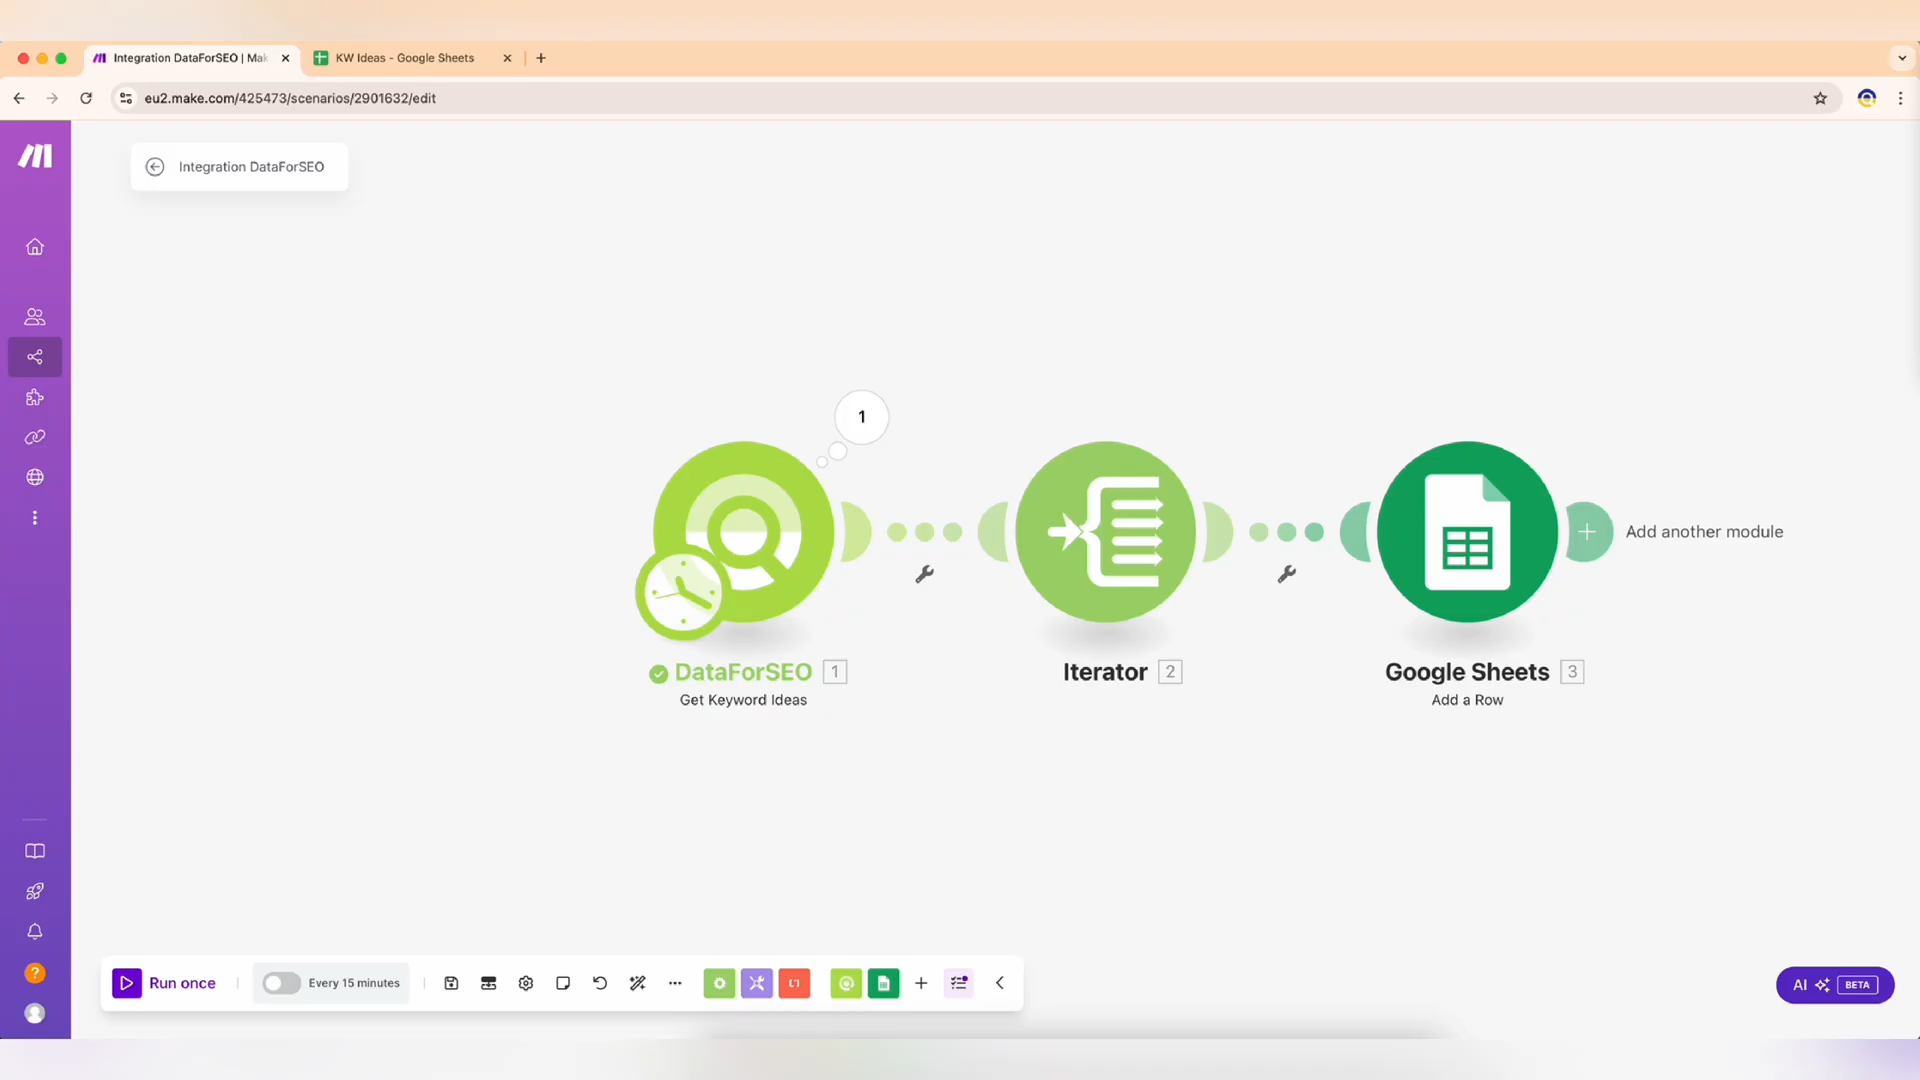 Integration DataForSEO | Mak
KW Ideas - Google Sheets
eu2.make.com/425473/scenarios/2901632/edit
Integration DataForSEO
1
Add another module
DataForSEO 1
Get Keyword Ideas
Iterator 2
Google Sheets 3
Add a Row
Run once
Every 15 minutes
AI BETA
?